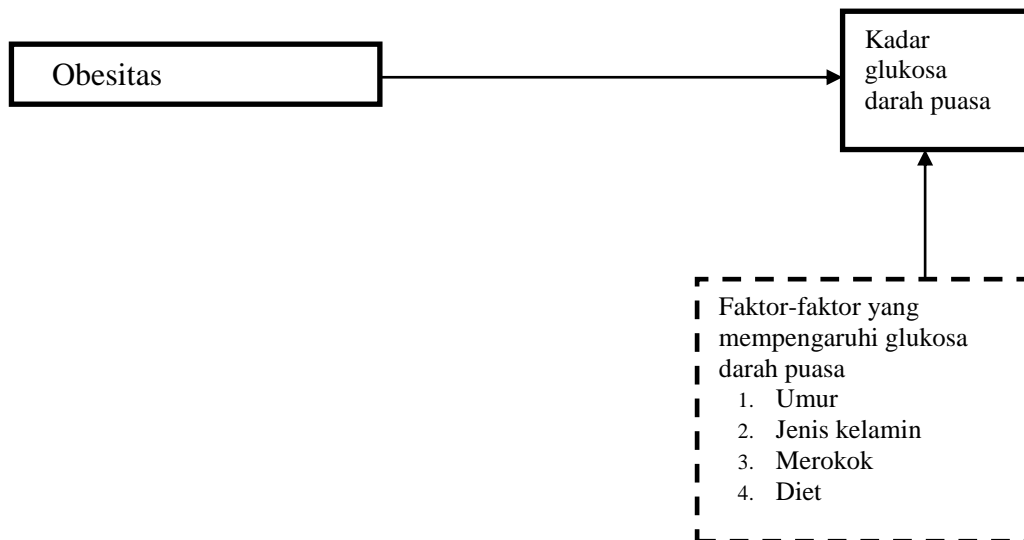 Obesitas
Kadar
glukosa
darah puasa
Faktor-faktor yang
mempengaruhi glukosa
darah puasa
1. Umur
2. Jenis kelamin
3. Merokok
4. Diet